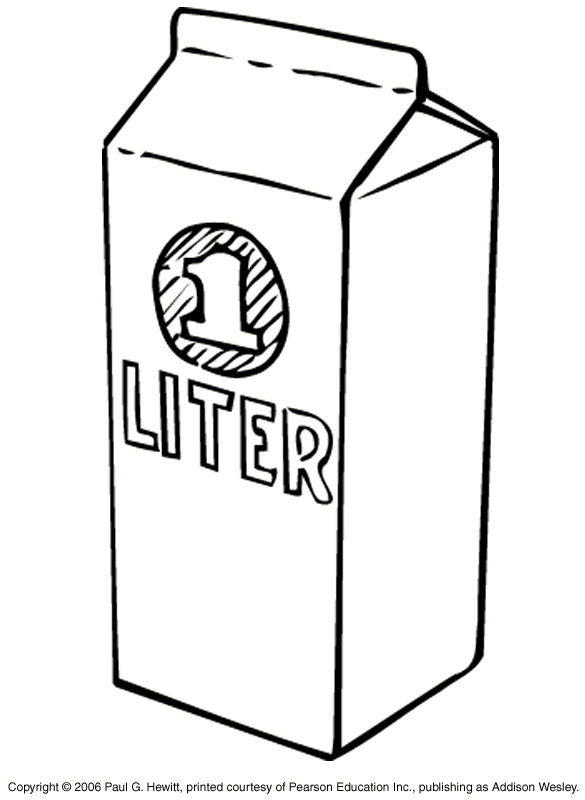 1
LITER
Copyright © 2006 Paul G. Hewitt, printed courtesy of Pearson Education Inc., publishing as Addison Wesley.